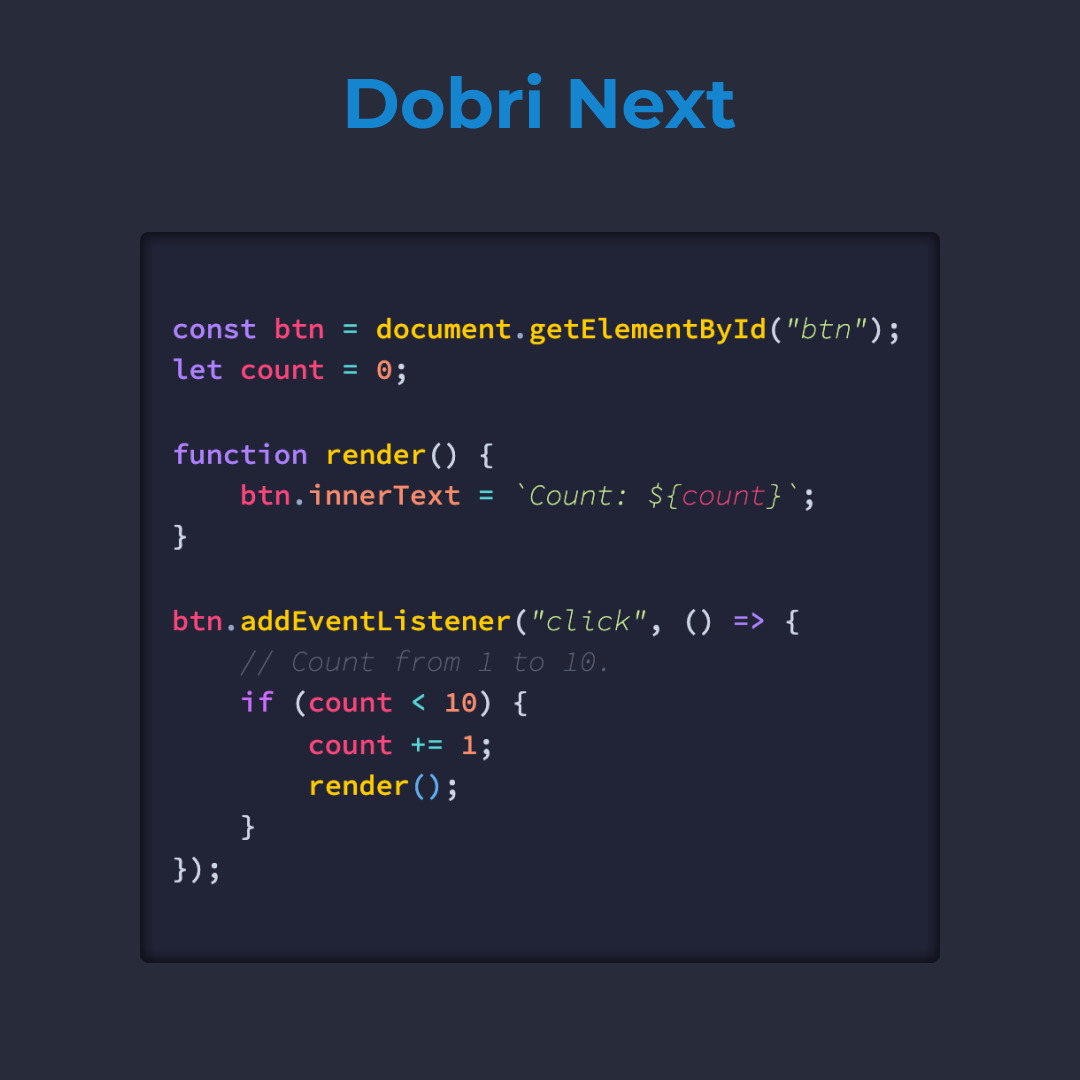 Dobri Next
const btn = document.getElementById("btn");
let count = 0;
function render() {
    btn.innerText = `Count: ${count}`;
}
btn.addEventListener("click", () => {
    // Count from 1 to 10.
    if (count < 10) {
        count += 1;
        render();
    }
});